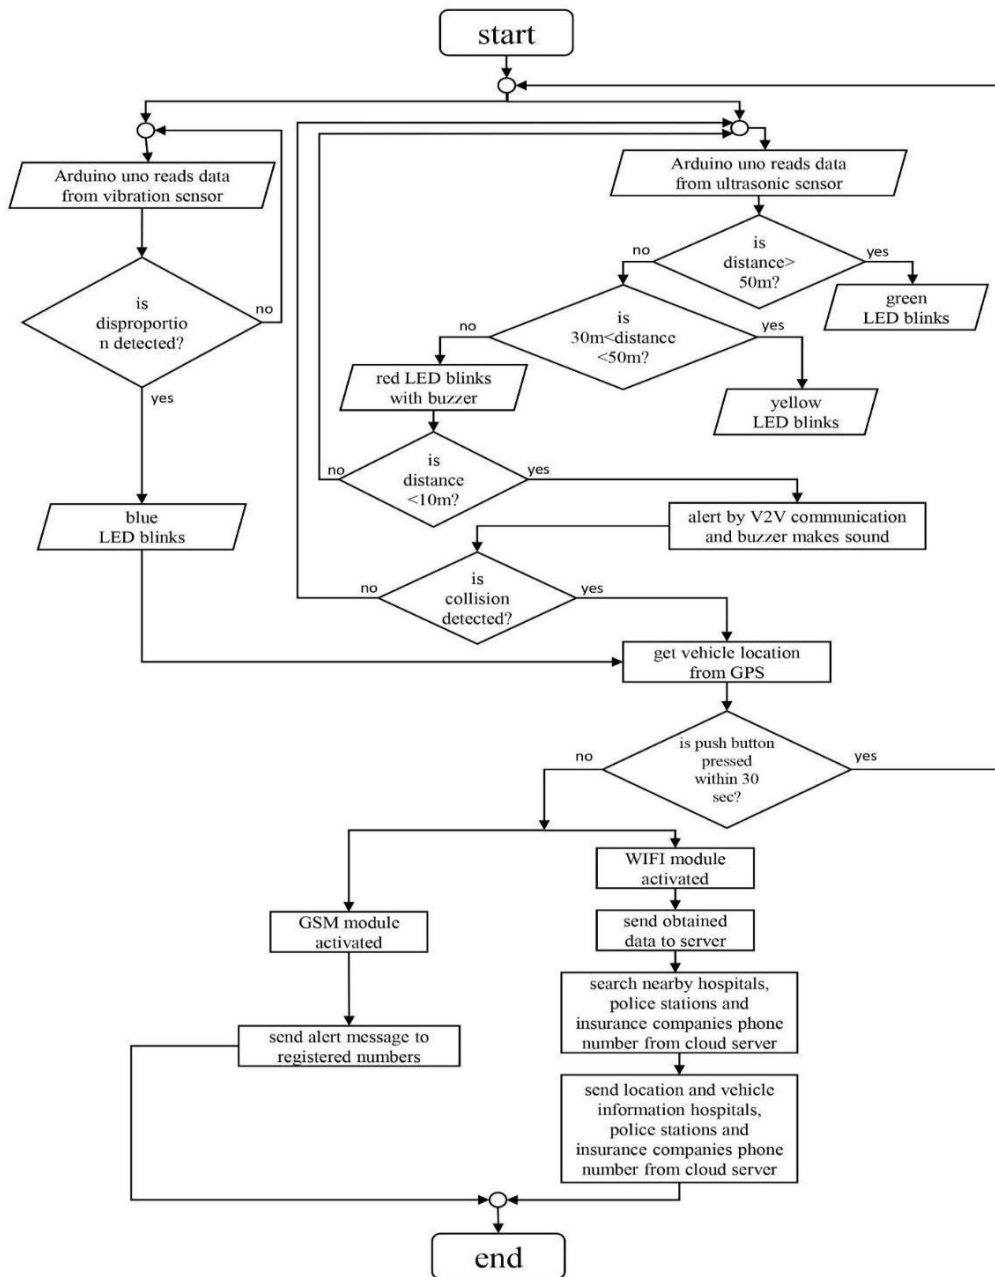 start
Arduino uno reads data
from vibration sensor
Arduino uno reads data
from ultrasonic sensor
is
disproportio
n detected?
no
yes
is
distance>
50m?
no
yes
green
LED blinks
is
30m<distance
<50m?
no
yes
red LED blinks
with buzzer
yellow
LED blinks
is
distance
<10m?
no
yes
blue
LED blinks
alert by V2V communication
and buzzer makes sound
is
collision
detected?
no
yes
get vehicle location
from GPS
is push button
pressed
within 30
sec?
no
yes
WIFI module
activated
GSM module
activated
send obtained
data to server
search nearby hospitals,
police stations and
insurance companies phone
number from cloud server
send alert message to
registered numbers
send location and vehicle
information hospitals,
police stations and
insurance companies phone
number from cloud server
end